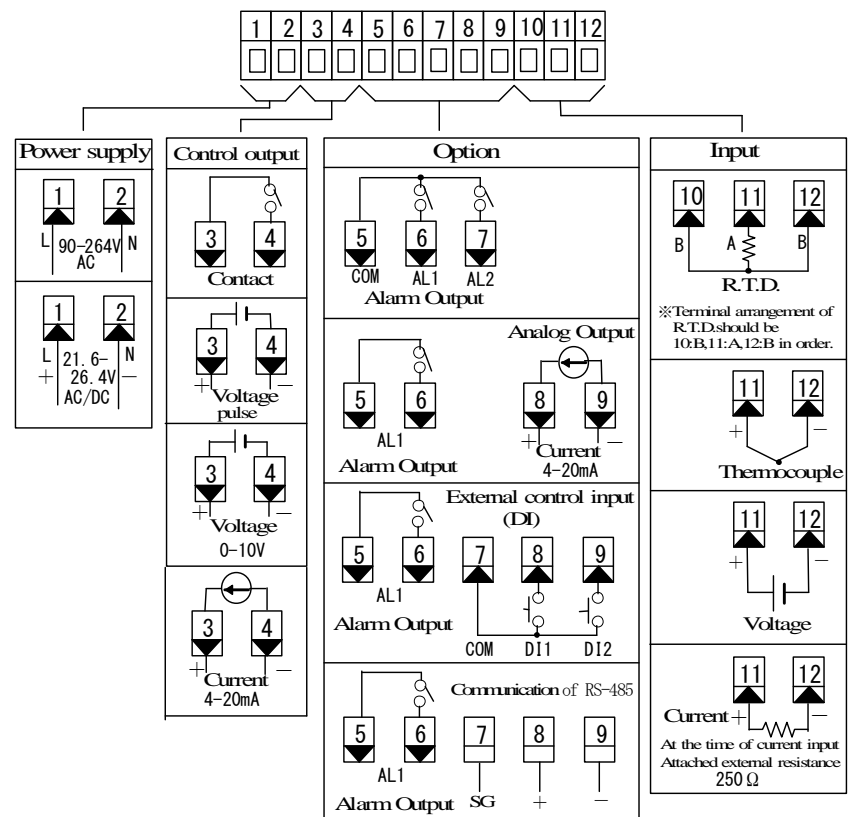 1 2 3 4 5 6 7 8 9 10 11 12
Power supply
1 2
L 90-264V N
AC
1 2
L 21.6- N
+ 26.4V −
AC/DC
Control output
3 4
Contact
3 4
+ −
Voltage
pulse
3 4
+ −
Voltage
0-10V
3 4
+ −
Current
4-20mA
Option
5 6 7
COM AL1 AL2
Alarm Output
Analog Output
5 6 8 9
AL1 + −
Current
Alarm Output 4-20mA
External control input
(DI)
5 6 7 8 9
AL1
Alarm Output
COM DI1 DI2
Communication of RS-485
5 6 7 8 9
AL1
Alarm Output SG + −
Input
10 11 12
B A B
R.T.D.
※Terminal arrangement of
R.T.D.should be
10:B,11:A,12:B in order.
11 12
+ −
Thermocouple
11 12
+ −
Voltage
11 12
Current + −
At the time of current input
Attached external resistance
250Ω